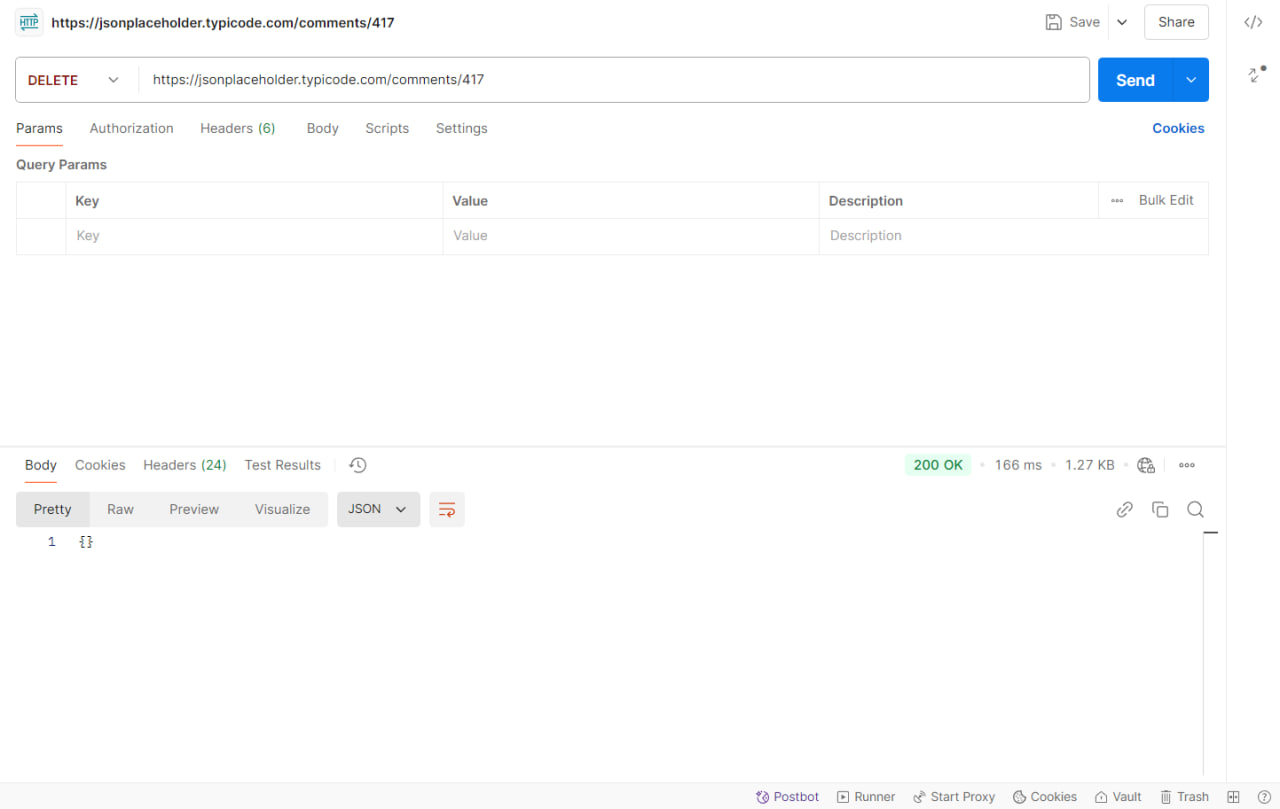 HTTP https://jsonplaceholder.typicode.com/comments/417 Save Share
DELETE https://jsonplaceholder.typicode.com/comments/417 Send
Params Authorization Headers (6) Body Scripts Settings Cookies
Query Params
Key Value Description Bulk Edit
Key Value Description
Body Cookies Headers (24) Test Results 200 OK 166 ms 1.27 KB
Pretty Raw Preview Visualize JSON
1 {}
Postbot Runner Start Proxy Cookies Vault Trash